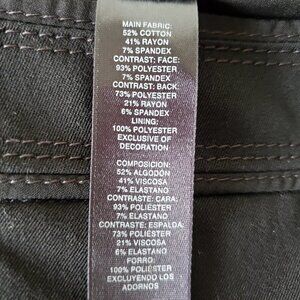 MAIN FABRIC:
52% COTTON
41% RAYON
7% SPANDEX
CONTRAST: FACE:
93% POLYESTER
7% SPANDEX
CONTRAST: BACK:
73% POLYESTER
21% RAYON
6% SPANDEX
LINING:
100% POLYESTER
EXCLUSIVE OF
DECORATION
COMPOSICION:
52% ALGODÓN
41% VISCOSA
7% ELASTANO
CONTRASTE: CARA:
93% POLIÉSTER
7% ELASTANO
CONTRASTE: ESPALDA:
73% POLIÉSTER
21% VISCOSA
6% ELASTANO
FORRO:
100% POLIÉSTER
EXCLUYENDO LOS
ADORNOS